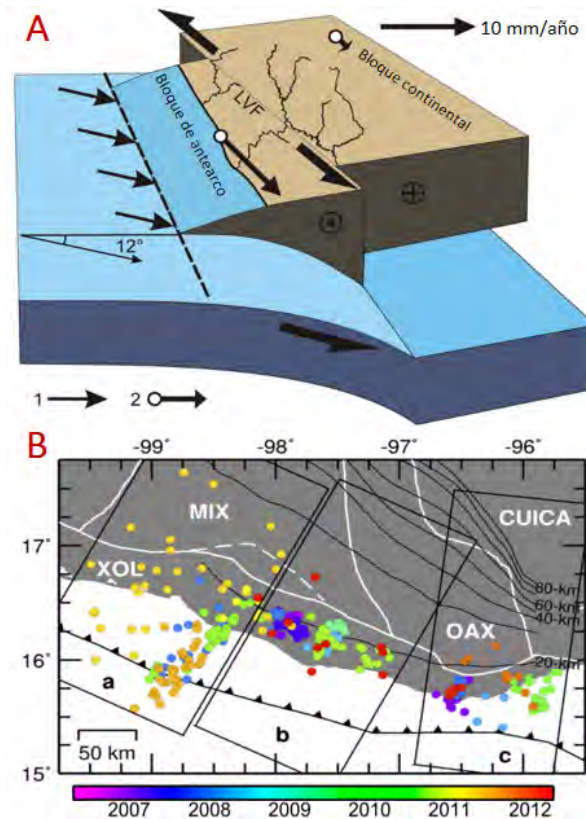 A
10 mm/año
Bloque continental
LVF
Bloque de antearco
12°
1
2
B
-99˚ -98˚ -97˚ -96˚
MIX
CUICA
17˚
XOL
80-km
60-km
40-km
OAX
20-km
16˚
a
b
c
50 km
15˚
2007 2008 2009 2010 2011 2012